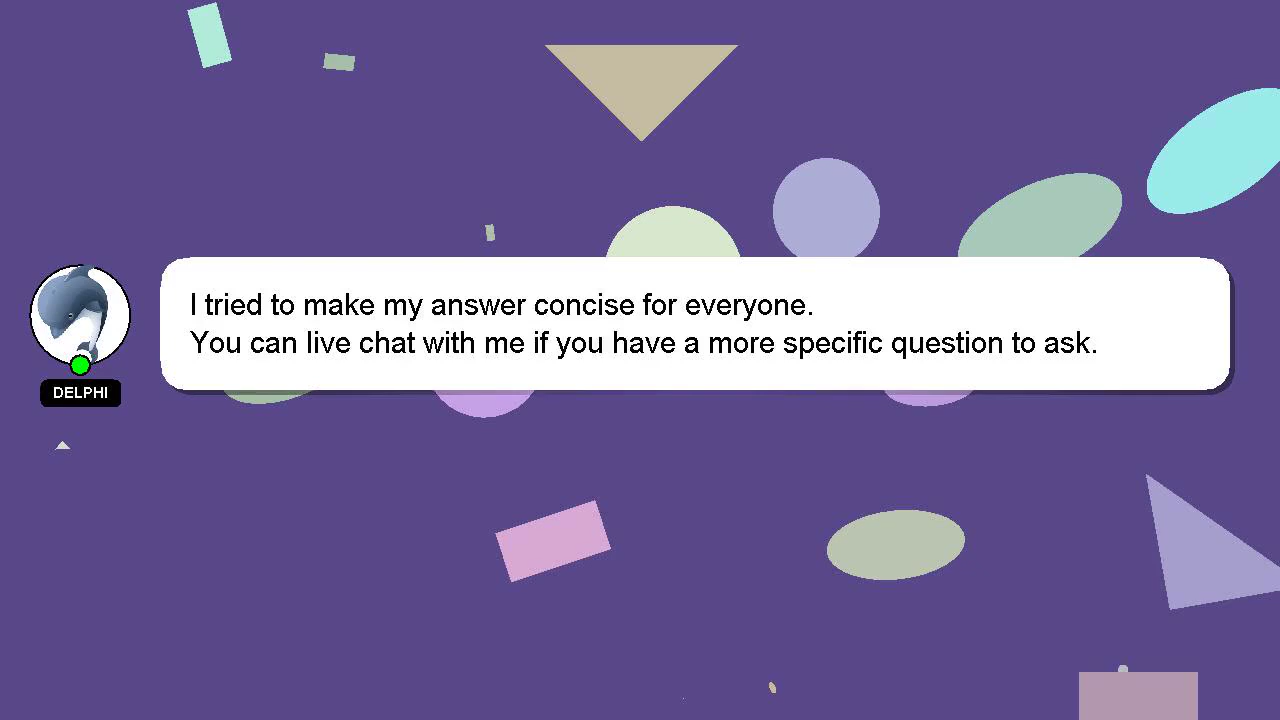 I tried to make my answer concise for everyone.
You can live chat with me if you have a more specific question to ask.
DELPHI